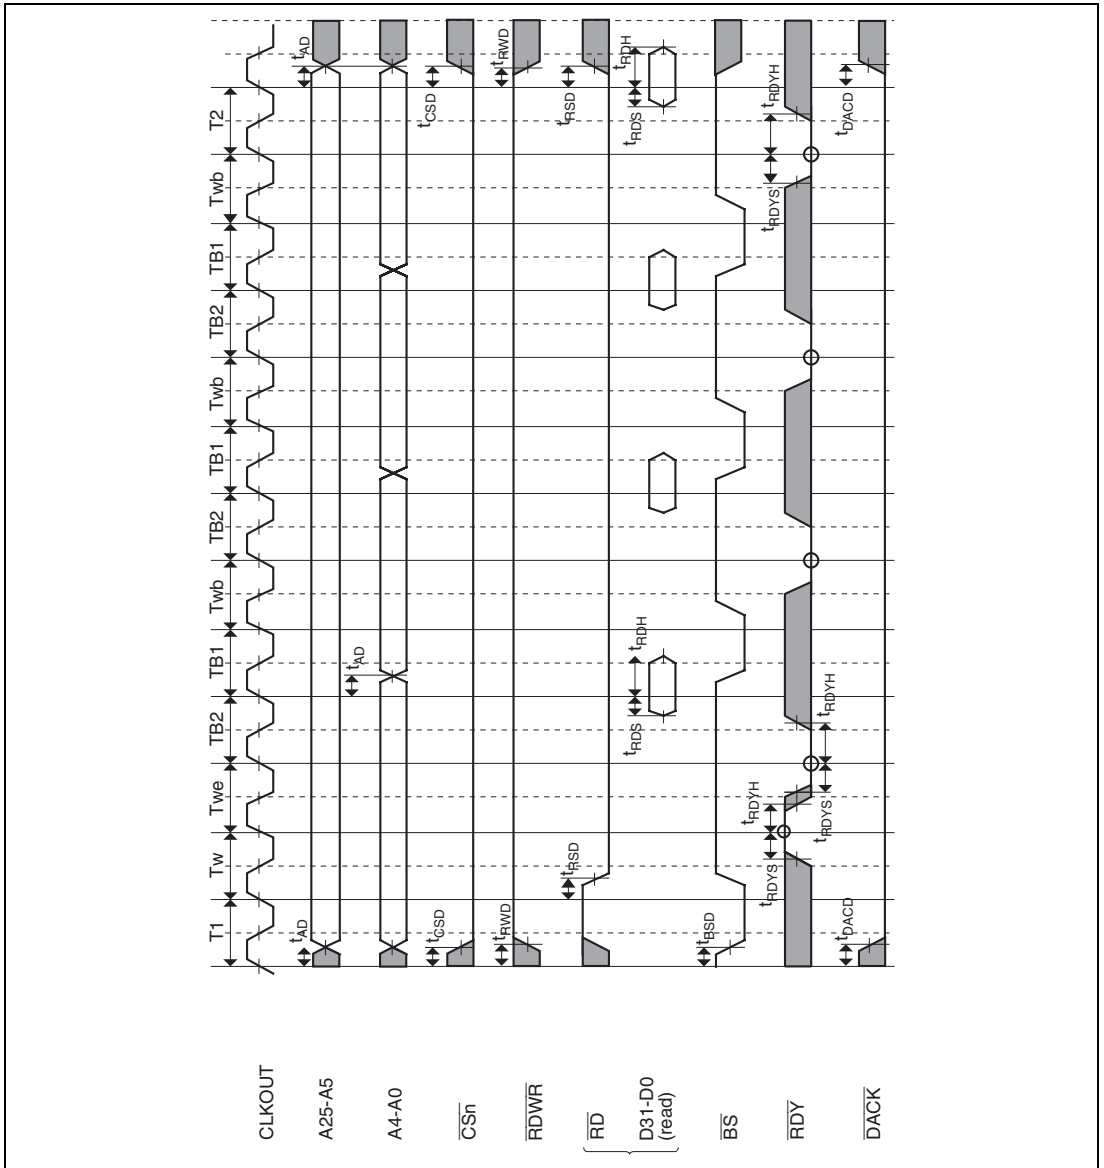 T1 Tw Twe TB2 TB1 Twb TB2 TB1 Twb TB2 TB1 Twb T2
CLKOUT
tAD tAD
A25-A5
tAD
A4-A0
tCSD tCSD
CSn
tRWD tRWD
RDWR
tRSD tRSD
RD
tRDS tRDH tRDS tRDH
D31-D0
(read)
tBSD
BS
tRDYS tRDYH tRDYS tRDYH
RDY
tRDYS tRDYH
tDACD tDACD
DACK